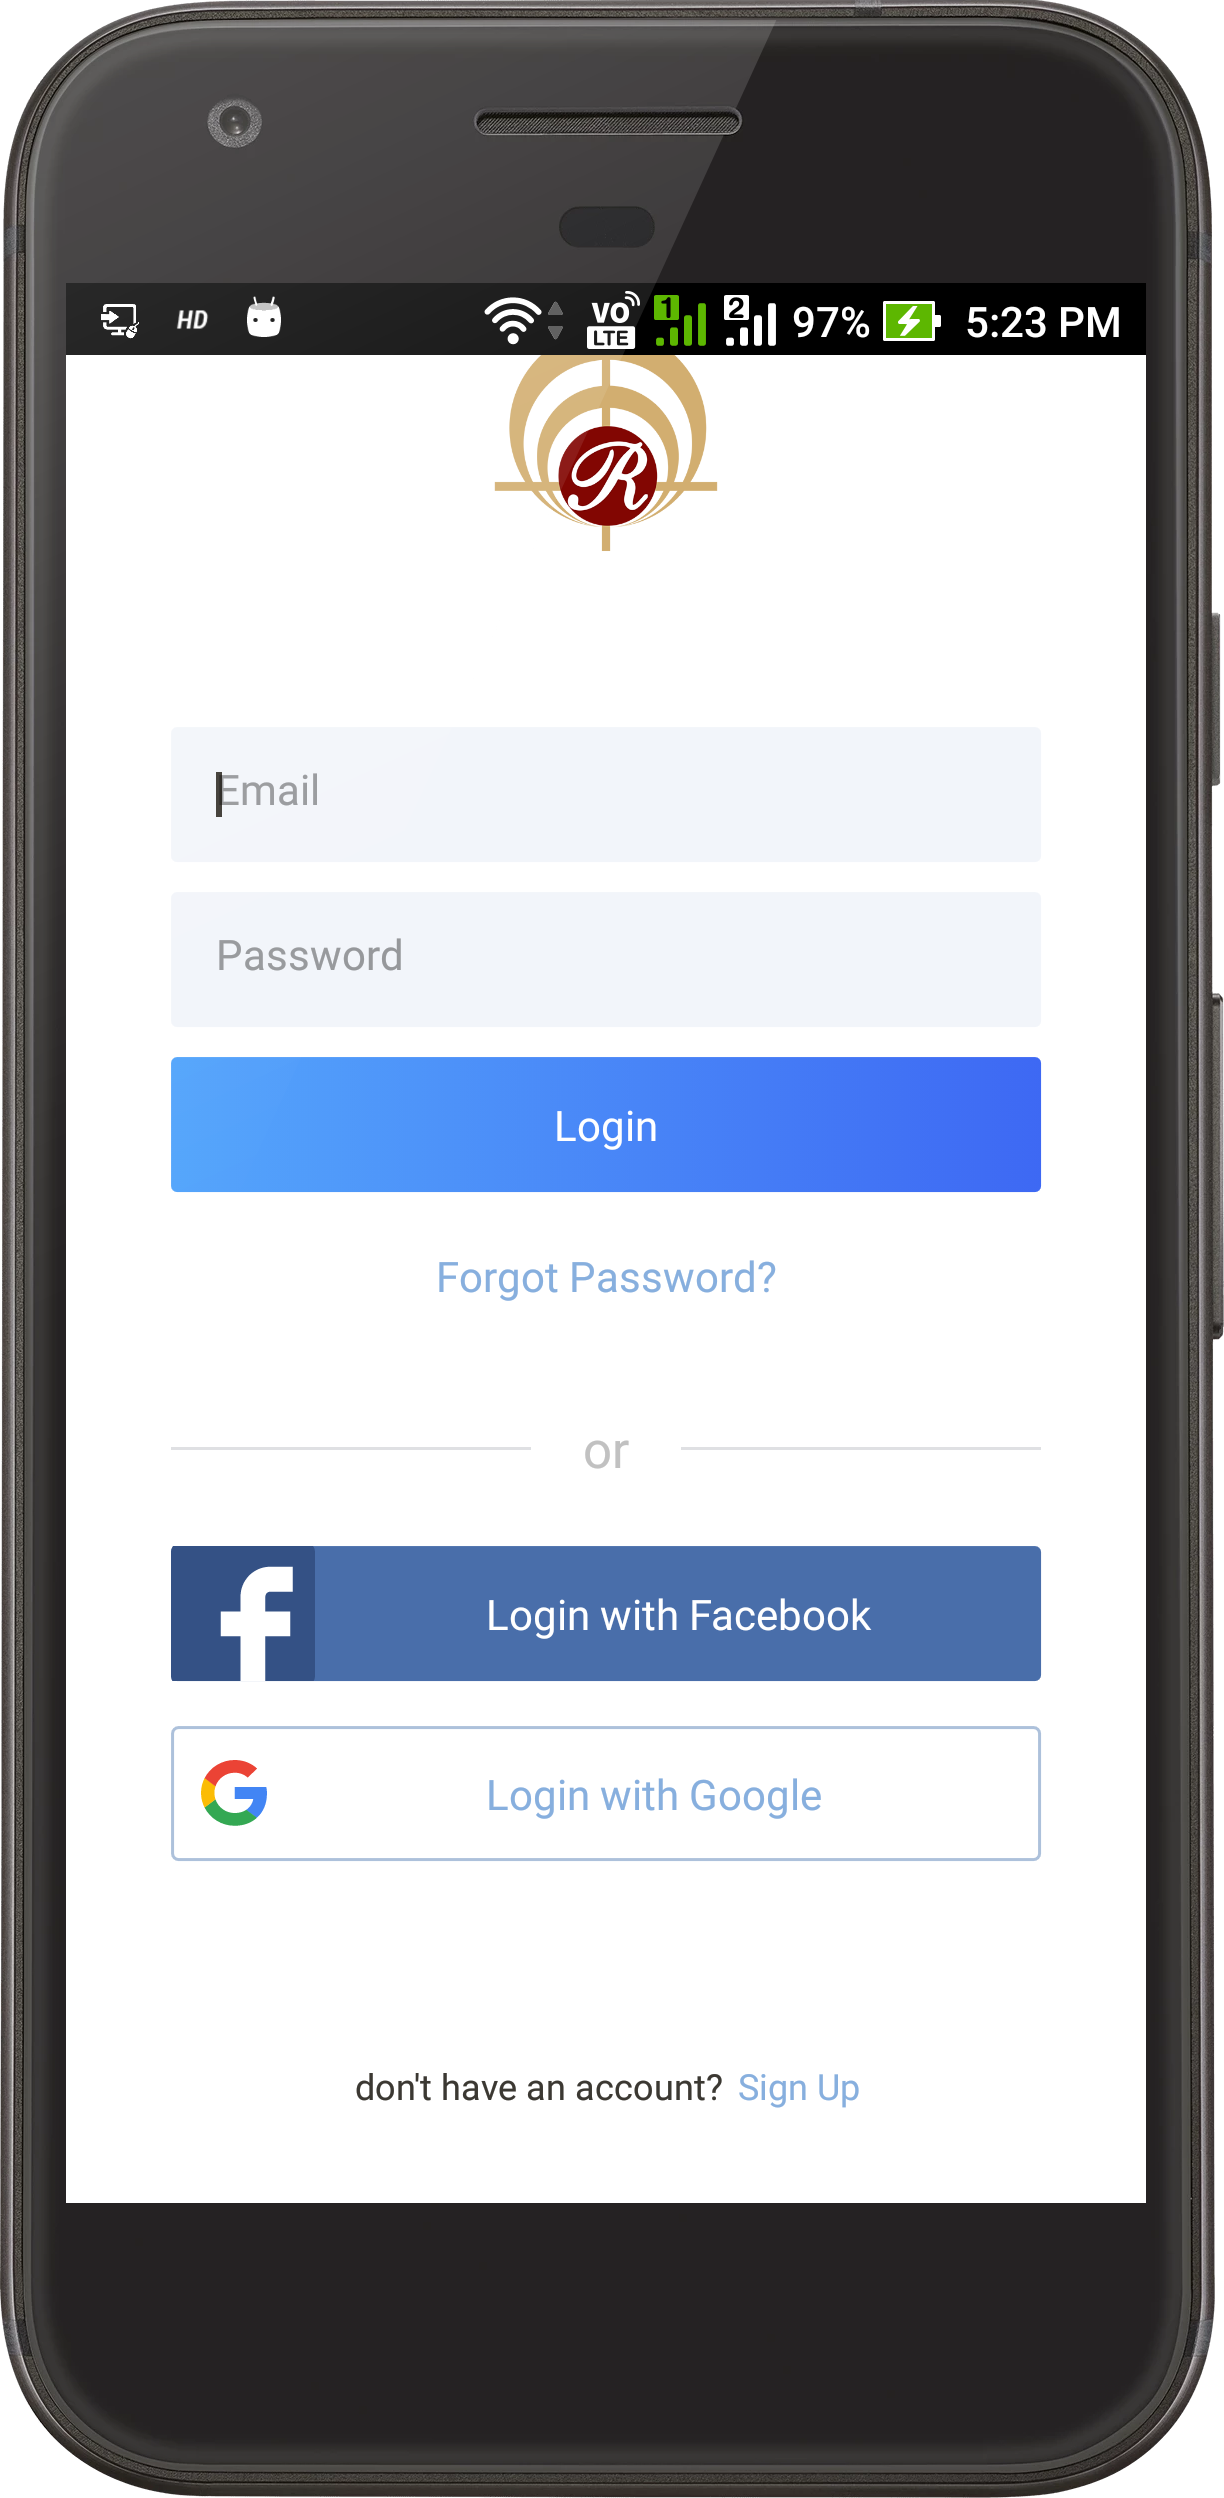 HD VO LTE 1 2 97% 5:23 PM
R
Email
Password
Login
Forgot Password?
or
Login with Facebook
Login with Google
don't have an account? Sign Up